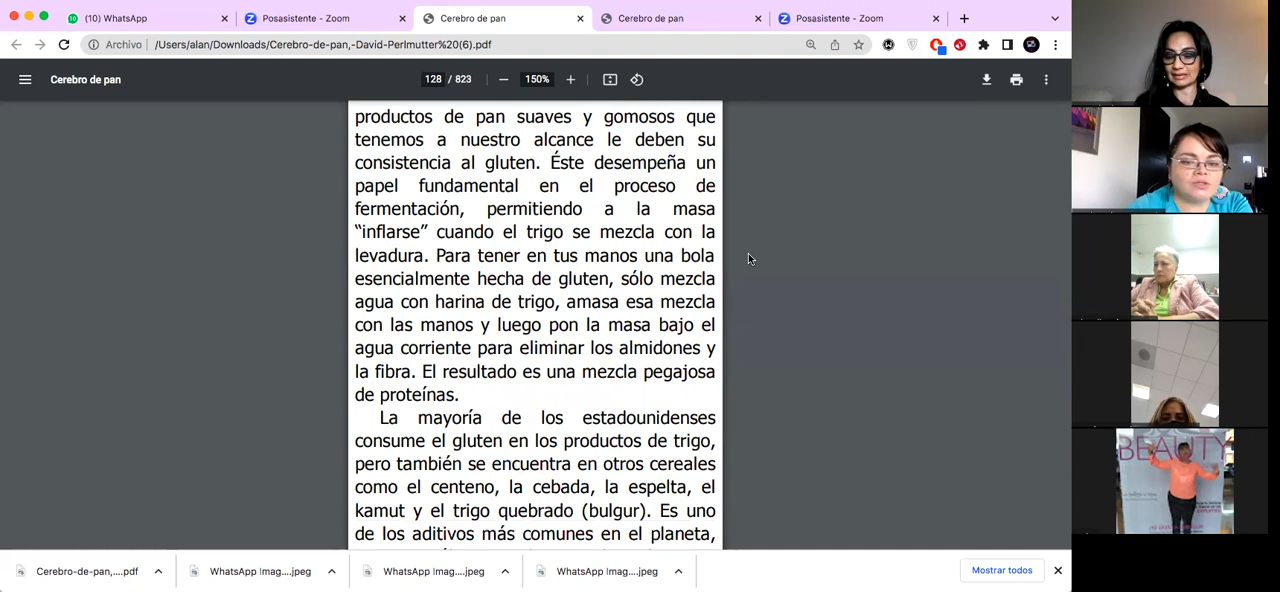 (10) WhatsApp
Posasistente - Zoom
Cerebro de pan
Cerebro de pan
Posasistente - Zoom
Archivo
/Users/alan/Downloads/Cerebro-de-pan,-David-Perlmutter%20(6).pdf
Cerebro de pan
128 / 823
150%
productos de pan suaves y gomosos que
tenemos a nuestro alcance le deben su
consistencia al gluten. Éste desempeña un
papel fundamental en el proceso de
fermentación, permitiendo a la masa
“inflarse” cuando el trigo se mezcla con la
levadura. Para tener en tus manos una bola
esencialmente hecha de gluten, sólo mezcla
agua con harina de trigo, amasa esa mezcla
con las manos y luego pon la masa bajo el
agua corriente para eliminar los almidones y
la fibra. El resultado es una mezcla pegajosa
de proteínas.
La mayoría de los estadounidenses
consume el gluten en los productos de trigo,
pero también se encuentra en otros cereales
como el centeno, la cebada, la espelta, el
kamut y el trigo quebrado (bulgur). Es uno
de los aditivos más comunes en el planeta,
BEAUTY
Cerebro-de-pan,....pdf
WhatsApp Imag....jpeg
WhatsApp Imag....jpeg
WhatsApp Imag....jpeg
Mostrar todos